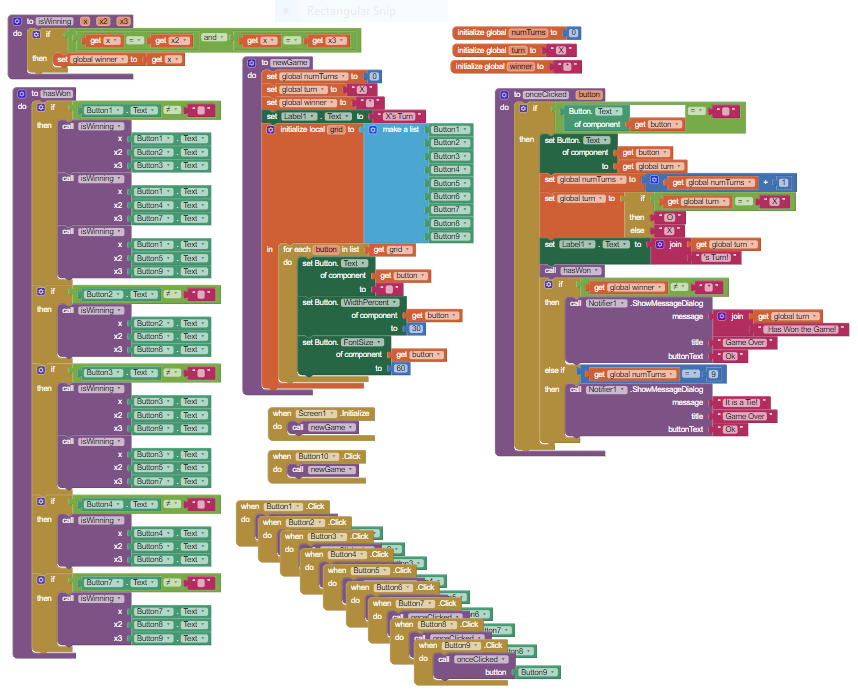 Rectangular Snip
to isWinning x x2 x3
do if get x = get x2 and get x = get x3
then set global winner to get x
initialize global numTurns to 0
initialize global turn to " X "
initialize global winner to " "
to newGame
do set global numTurns to 0
set global turn to " X "
set global winner to " "
set Label1 . Text to " X's Turn "
initialize local grid to make a list Button1
Button2
Button3
Button4
Button5
Button6
Button7
Button8
Button9
in for each button in list get grid
do set Button. Text
of component get button
to " "
set Button. WidthPercent
of component get button
to 30
set Button. FontSize
of component get button
to 60
to hasWon
do if Button1 . Text ≠ " "
then call isWinning
x Button1 . Text
x2 Button2 . Text
x3 Button3 . Text
call isWinning
x Button1 . Text
x2 Button4 . Text
x3 Button7 . Text
call isWinning
x Button1 . Text
x2 Button5 . Text
x3 Button9 . Text
if Button2 . Text ≠ " "
then call isWinning
x Button2 . Text
x2 Button5 . Text
x3 Button8 . Text
if Button3 . Text ≠ " "
then call isWinning
x Button3 . Text
x2 Button6 . Text
x3 Button9 . Text
call isWinning
x Button3 . Text
x2 Button5 . Text
x3 Button7 . Text
if Button4 . Text ≠ " "
then call isWinning
x Button4 . Text
x2 Button5 . Text
x3 Button6 . Text
if Button7 . Text ≠ " "
then call isWinning
x Button7 . Text
x2 Button8 . Text
x3 Button9 . Text
to onceClicked button
do if Button. Text = " "
of component get button
then set Button. Text
of component get button
to get global turn
set global numTurns to get global numTurns + 1
set global turn to if get global turn = " X "
then " O "
else " X "
set Label1 . Text to join get global turn
" 's Turn! "
call hasWon
if get global winner ≠ " "
then call Notifier1 .ShowMessageDialog
message join get global turn
" Has Won the Game! "
title " Game Over "
buttonText " Ok "
else if get global numTurns = 9
then call Notifier1 .ShowMessageDialog
message " It is a Tie! "
title " Game Over "
buttonText " Ok "
when Screen1 .Initialize
do call newGame
when Button10 .Click
do call newGame
when Button1 .Click
do
when Button2 .Click
do
when Button3 .Click
do
when Button4 .Click
do
when Button5 .Click
do
when Button6 .Click
do
when Button7 .Click
do call onceClicked
when Button8 .Click
do call onceClicked
when Button9 .Click
do call onceClicked
button Button9